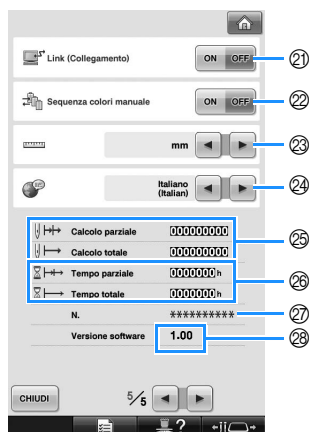 Link (Collegamento) ON OFF 21
Sequenza colori manuale ON OFF 22
mm 23
Italiano
(Italian) 24
Calcolo parziale 000000000
Calcolo totale 000000000 25
Tempo parziale 0000000h
Tempo totale 0000000h 26
N. ********** 27
Versione software 1.00 28
CHIUDI 5/5
?